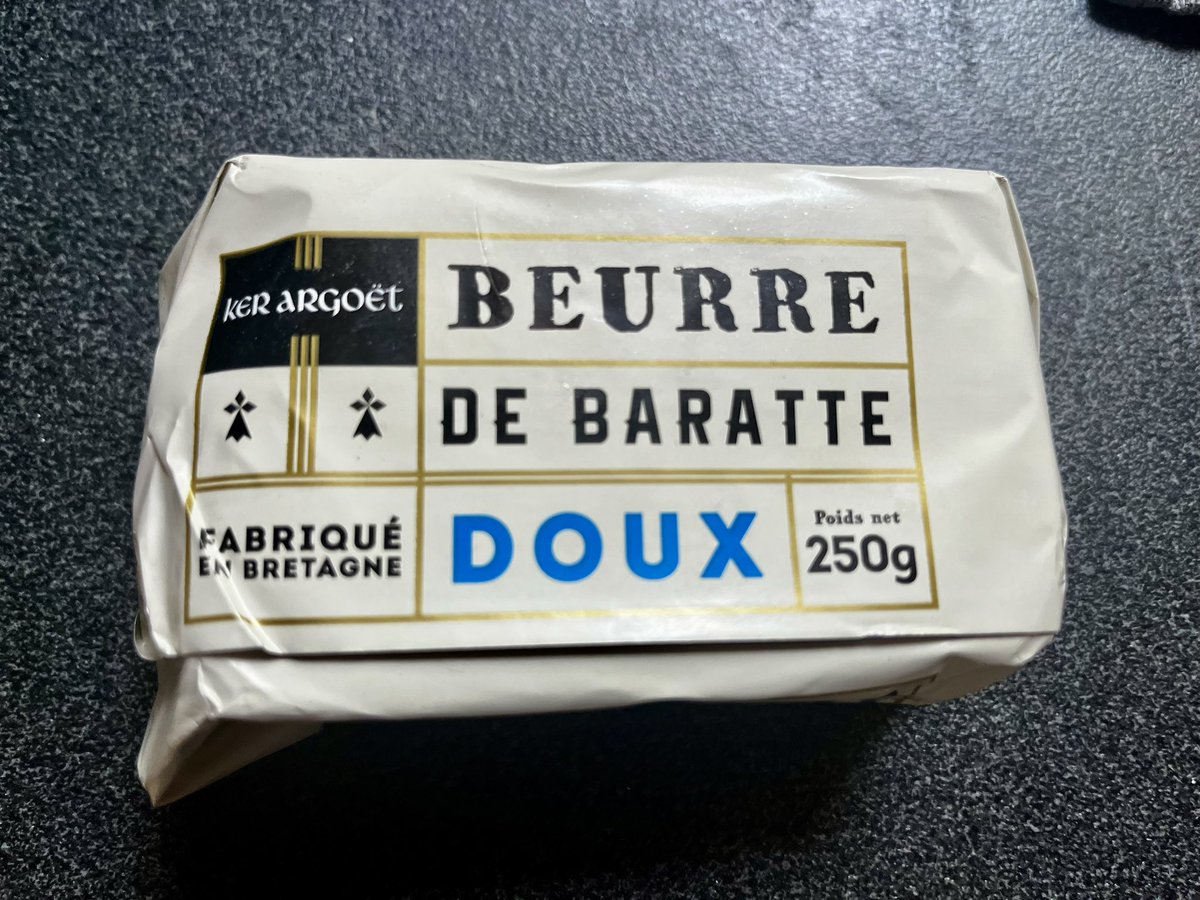 KER ARGOËT
BEURRE
DE BARATTE
FABRIQUÉ
EN BRETAGNE
DOUX
Poids net
250g